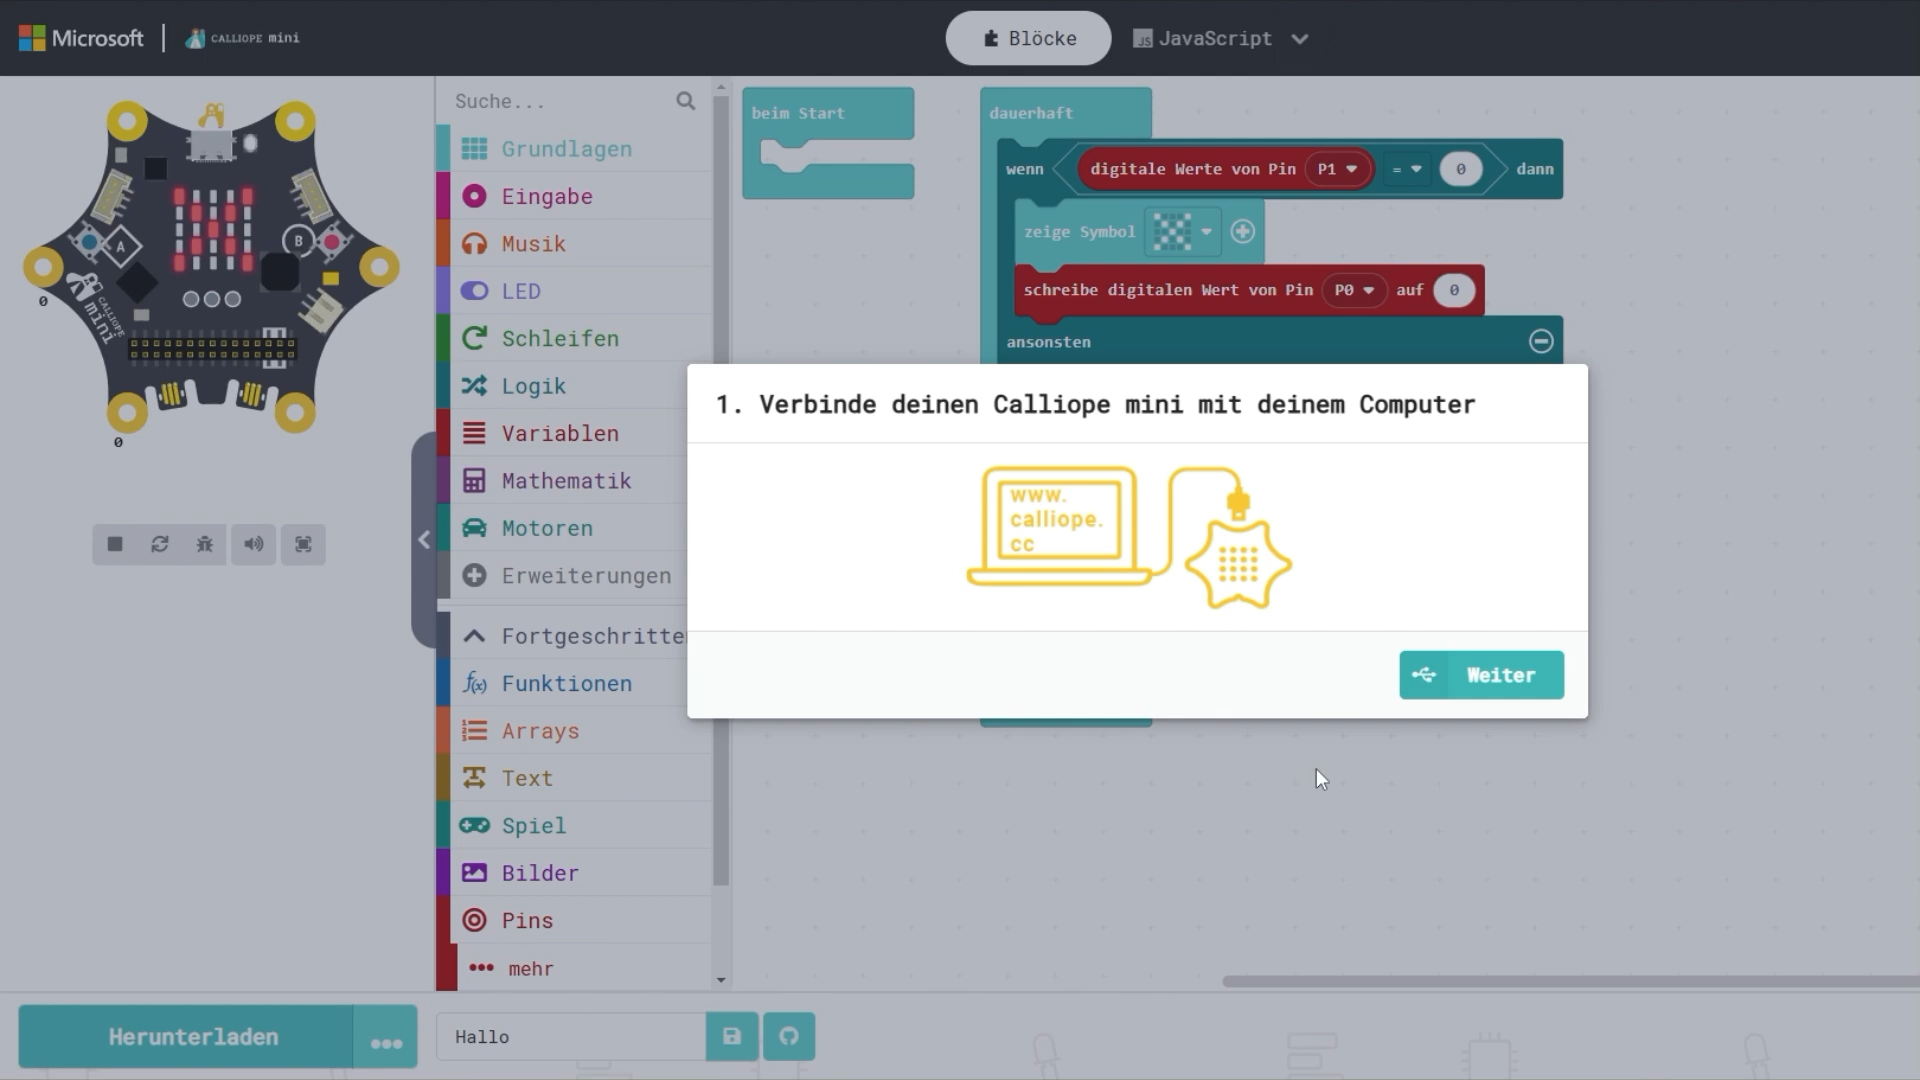 Microsoft
CALLIOPE mini
Blöcke
JS JavaScript
Suche...
Grundlagen
Eingabe
Musik
LED
Schleifen
Logik
Variablen
Mathematik
Motoren
Erweiterungen
Fortgeschritte
f(x) Funktionen
Arrays
Text
Spiel
Bilder
Pins
mehr
A
B
CALLIOPE
mini
0
0
beim Start
dauerhaft
wenn digitale Werte von Pin P1 = 0 dann
zeige Symbol
schreibe digitalen Wert von Pin P0 auf 0
ansonsten
1. Verbinde deinen Calliope mini mit deinem Computer
www.
calliope.
cc
Weiter
Herunterladen
Hallo